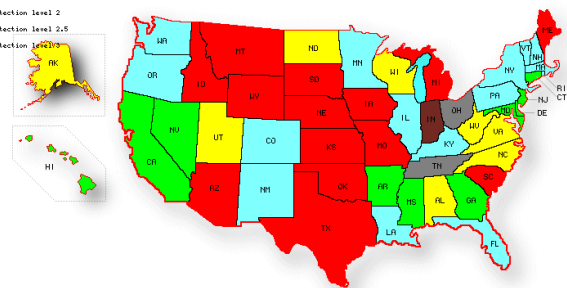 tection level 2
tection level 2.5
tection level 3
AK
HI
WA
OR
CA
NV
ID
MT
WY
UT
AZ
CO
NM
ND
SD
NE
KS
OK
TX
MN
IA
MO
AR
LA
WI
IL
MS
MI
IN
OH
KY
TN
AL
GA
FL
SC
NC
VA
WV
MD
PA
NY
VT
NH
MA
ME
RI
CT
NJ
DE